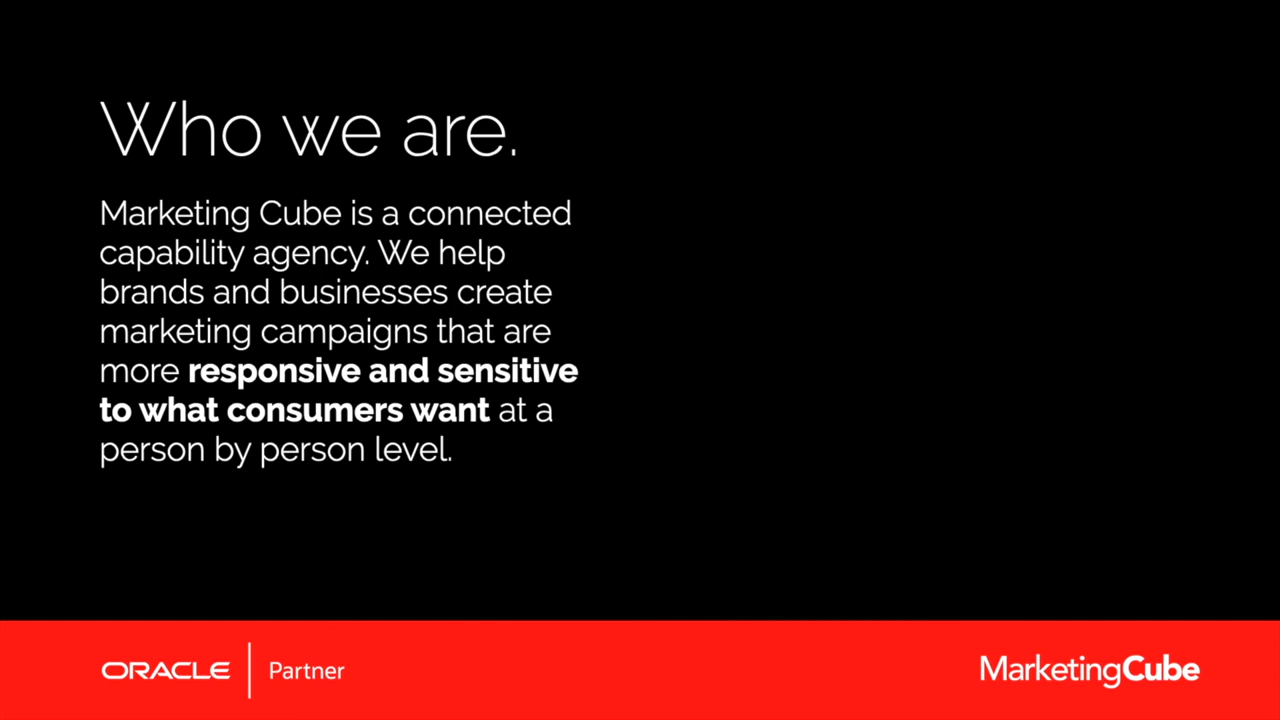 Who we are.
Marketing Cube is a connected
capability agency. We help
brands and businesses create
marketing campaigns that are
more responsive and sensitive
to what consumers want at a
person by person level.
ORACLE | Partner
MarketingCube